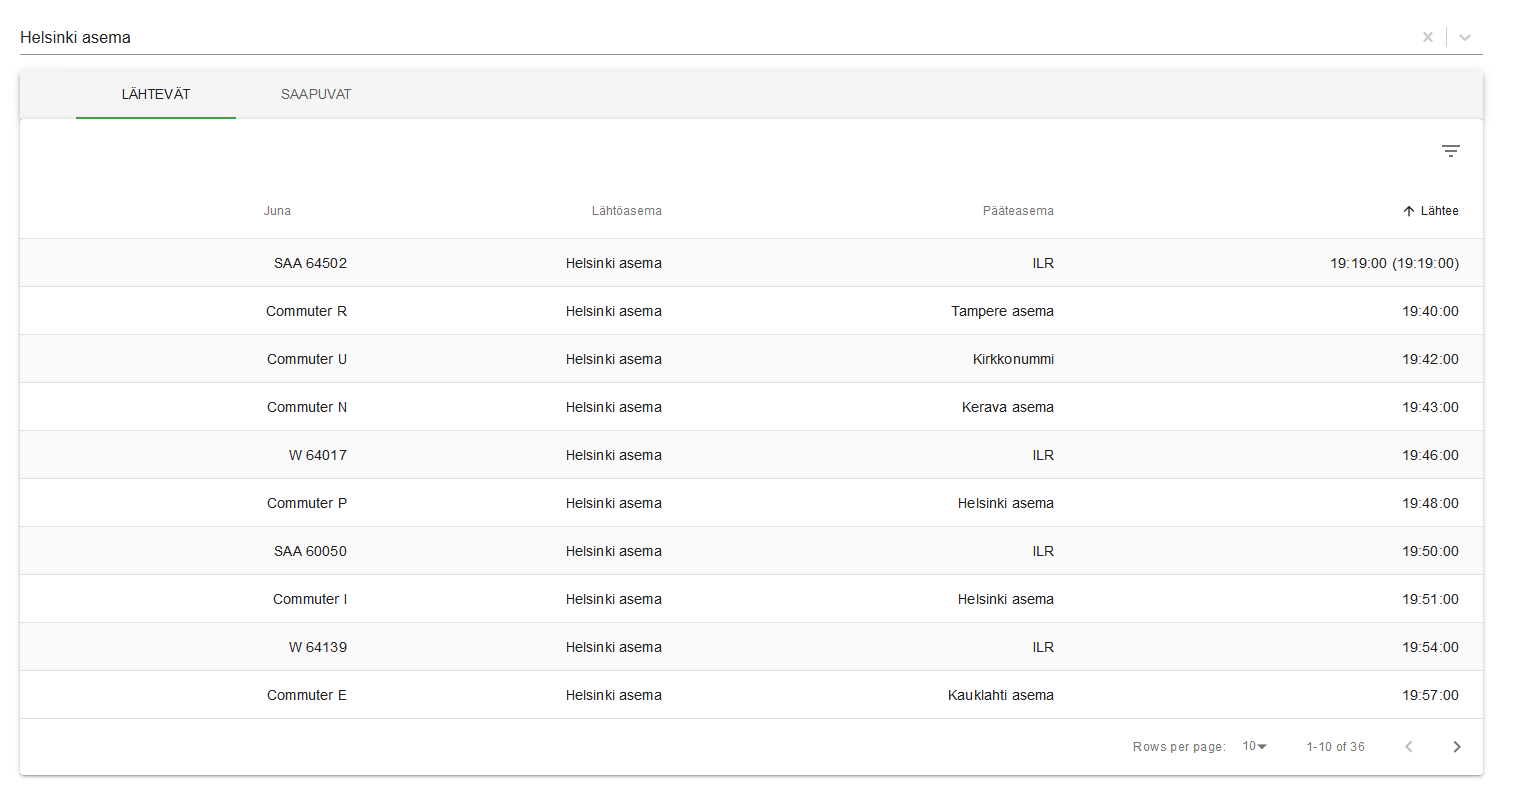 Helsinki asema
LÄHTEVÄT SAAPUVAT
Juna Lähtöasema Pääteasema Lähtee
SAA 64502 Helsinki asema ILR 19:19:00 (19:19:00)
Commuter R Helsinki asema Tampere asema 19:40:00
Commuter U Helsinki asema Kirkkonummi 19:42:00
Commuter N Helsinki asema Kerava asema 19:43:00
W 64017 Helsinki asema ILR 19:46:00
Commuter P Helsinki asema Helsinki asema 19:48:00
SAA 60050 Helsinki asema ILR 19:50:00
Commuter I Helsinki asema Helsinki asema 19:51:00
W 64139 Helsinki asema ILR 19:54:00
Commuter E Helsinki asema Kauklahti asema 19:57:00
Rows per page: 10 1-10 of 36